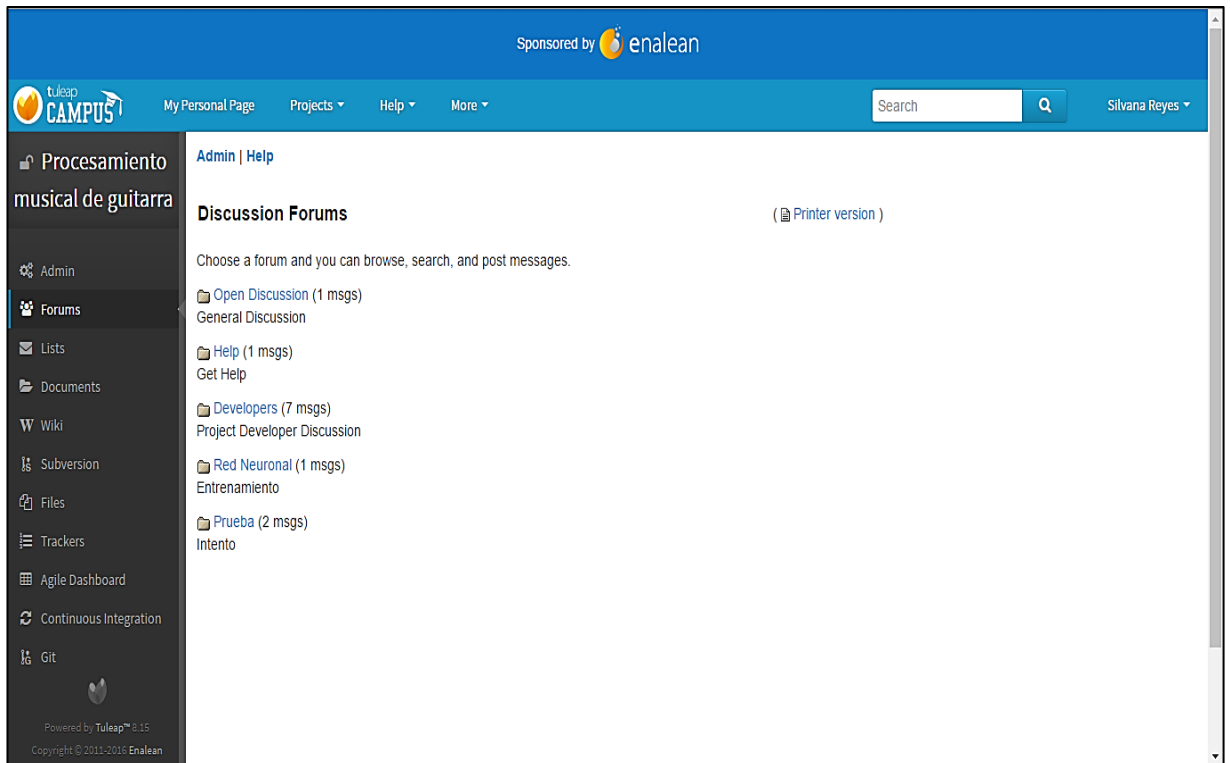 Sponsored by enalean
tuleap
CAMPUS
My Personal Page Projects Help More Search Silvana Reyes
Procesamiento
musical de guitarra
Admin
Forums
Lists
Documents
W Wiki
Subversion
Files
Trackers
Agile Dashboard
Continuous Integration
G Git
Powered by Tuleap™ 8.15
Copyright © 2011-2016 Enalean
Admin | Help
Discussion Forums ( Printer version )
Choose a forum and you can browse, search, and post messages.
Open Discussion (1 msgs)
General Discussion
Help (1 msgs)
Get Help
Developers (7 msgs)
Project Developer Discussion
Red Neuronal (1 msgs)
Entrenamiento
Prueba (2 msgs)
Intento